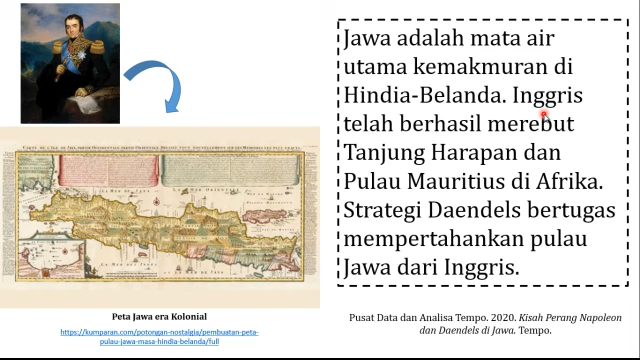 Jawa adalah mata air
utama kemakmuran di
Hindia-Belanda. Inggris
telah berhasil merebut
Tanjung Harapan dan
Pulau Mauritius di Afrika.
Strategi Daendels bertugas
mempertahankan pulau
Jawa dari Inggris.
Peta Jawa era Kolonial
https://kumparan.com/potongan-nostalgia/pembuatan-peta-
pulau-jawa-masa-hindia-belanda/full
Pusat Data dan Analisa Tempo. 2020. Kisah Perang Napoleon
dan Daendels di Jawa. Tempo.